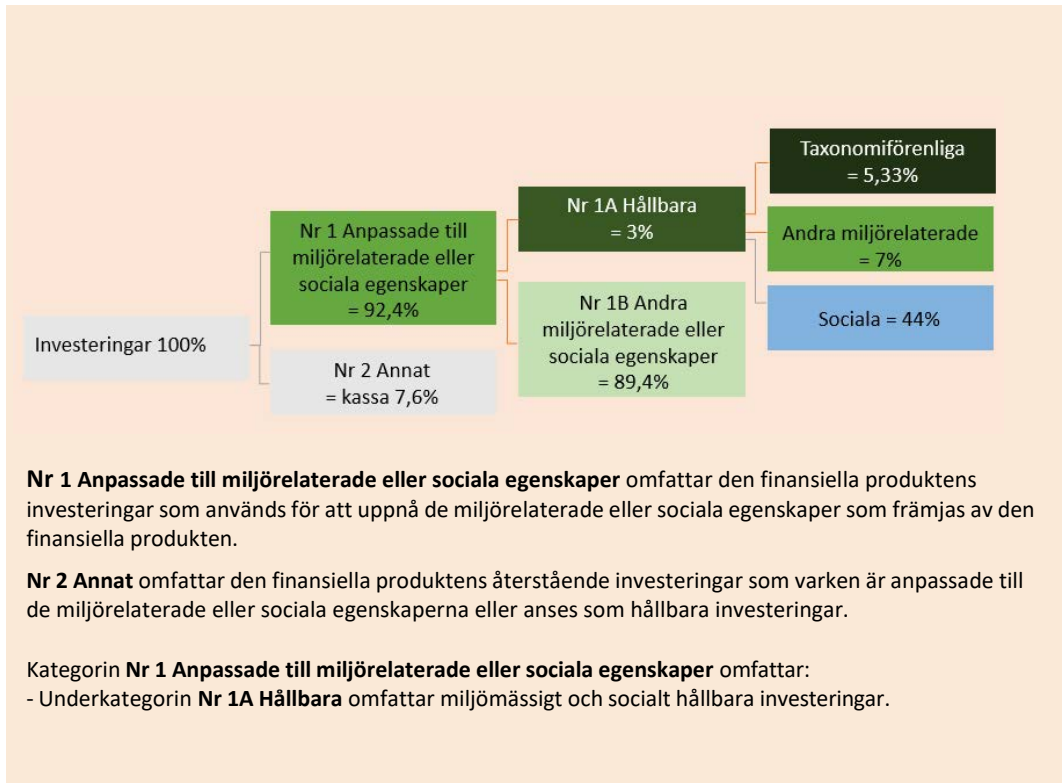 Investeringar 100%
Nr 1 Anpassade till
miljörelaterade eller
sociala egenskaper
= 92,4%
Nr 2 Annat
= kassa 7,6%
Nr 1A Hållbara
= 3%
Nr 1B Andra
miljörelaterade eller
sociala egenskaper
= 89,4%
Taxonomiförenliga
= 5,33%
Andra miljörelaterade
= 7%
Sociala = 44%
Nr 1 Anpassade till miljörelaterade eller sociala egenskaper omfattar den finansiella produktens
investeringar som används för att uppnå de miljörelaterade eller sociala egenskaper som främjas av den
finansiella produkten.
Nr 2 Annat omfattar den finansiella produktens återstående investeringar som varken är anpassade till
de miljörelaterade eller sociala egenskaperna eller anses som hållbara investeringar.
Kategorin Nr 1 Anpassade till miljörelaterade eller sociala egenskaper omfattar:
- Underkategorin Nr 1A Hållbara omfattar miljömässigt och socialt hållbara investeringar.